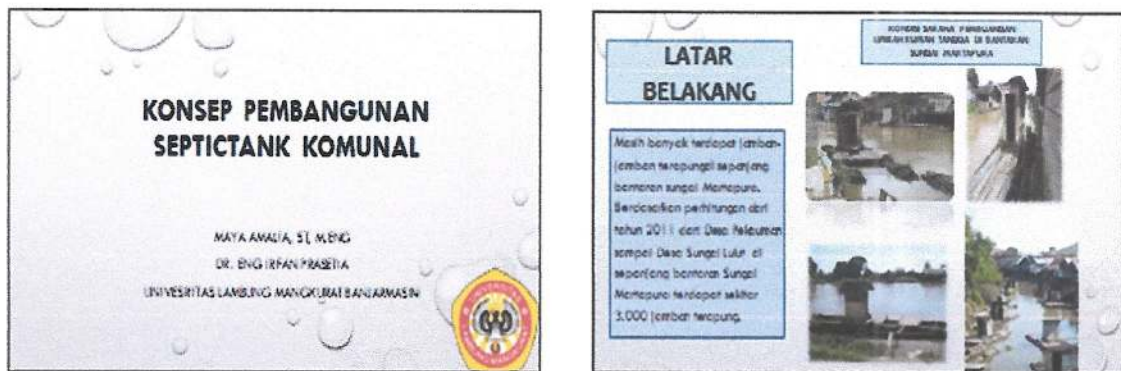 KONSEP PEMBANGUNAN
SEPTICTANK KOMUNAL
MAYA AMALIA, ST, M.ENG
DR. ENG IRFAN PRASETIA
UNIVESRITAS LAMBUNG MANGKURAT BANJARMASIN
LATAR
BELAKANG
KONDISI SARANA PEMBUANGAN
LIMBAH RUMAH TANGGA DI BANTARAN
SUNGAI MARTAPURA
Masih banyak terdapat jamban-
jamban terapung di sepanjang
bantaran sungai Martapura.
Berdasarkan perhitungan dari
tahun 2011 dari Desa
sampai Desa Sungai Lulut di
sepanjang bantaran Sungai
Martapura terdapat sekitar
3.000 jamban terapung.